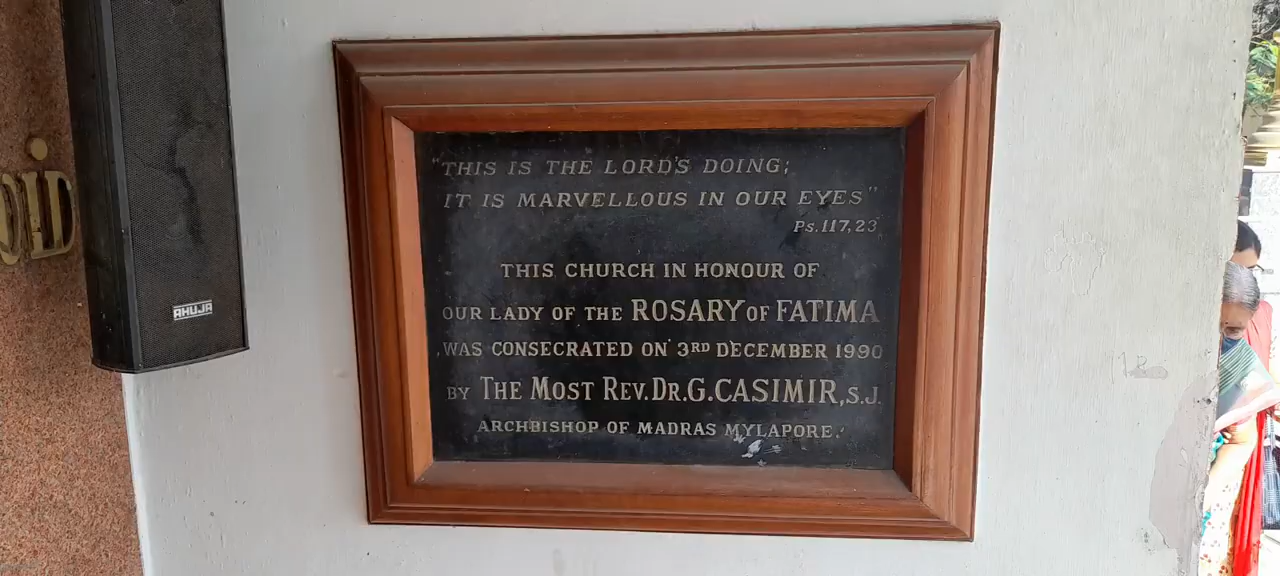 "THIS IS THE LORD'S DOING;
IT IS MARVELLOUS IN OUR EYES"
Ps.117,23
THIS CHURCH IN HONOUR OF
OUR LADY OF THE ROSARY OF FATIMA
WAS CONSECRATED ON 3RD DECEMBER 1990
BY THE MOST REV. DR. G. CASIMIR, S.J.
ARCHBISHOP OF MADRAS MYLAPORE.
AHUJA